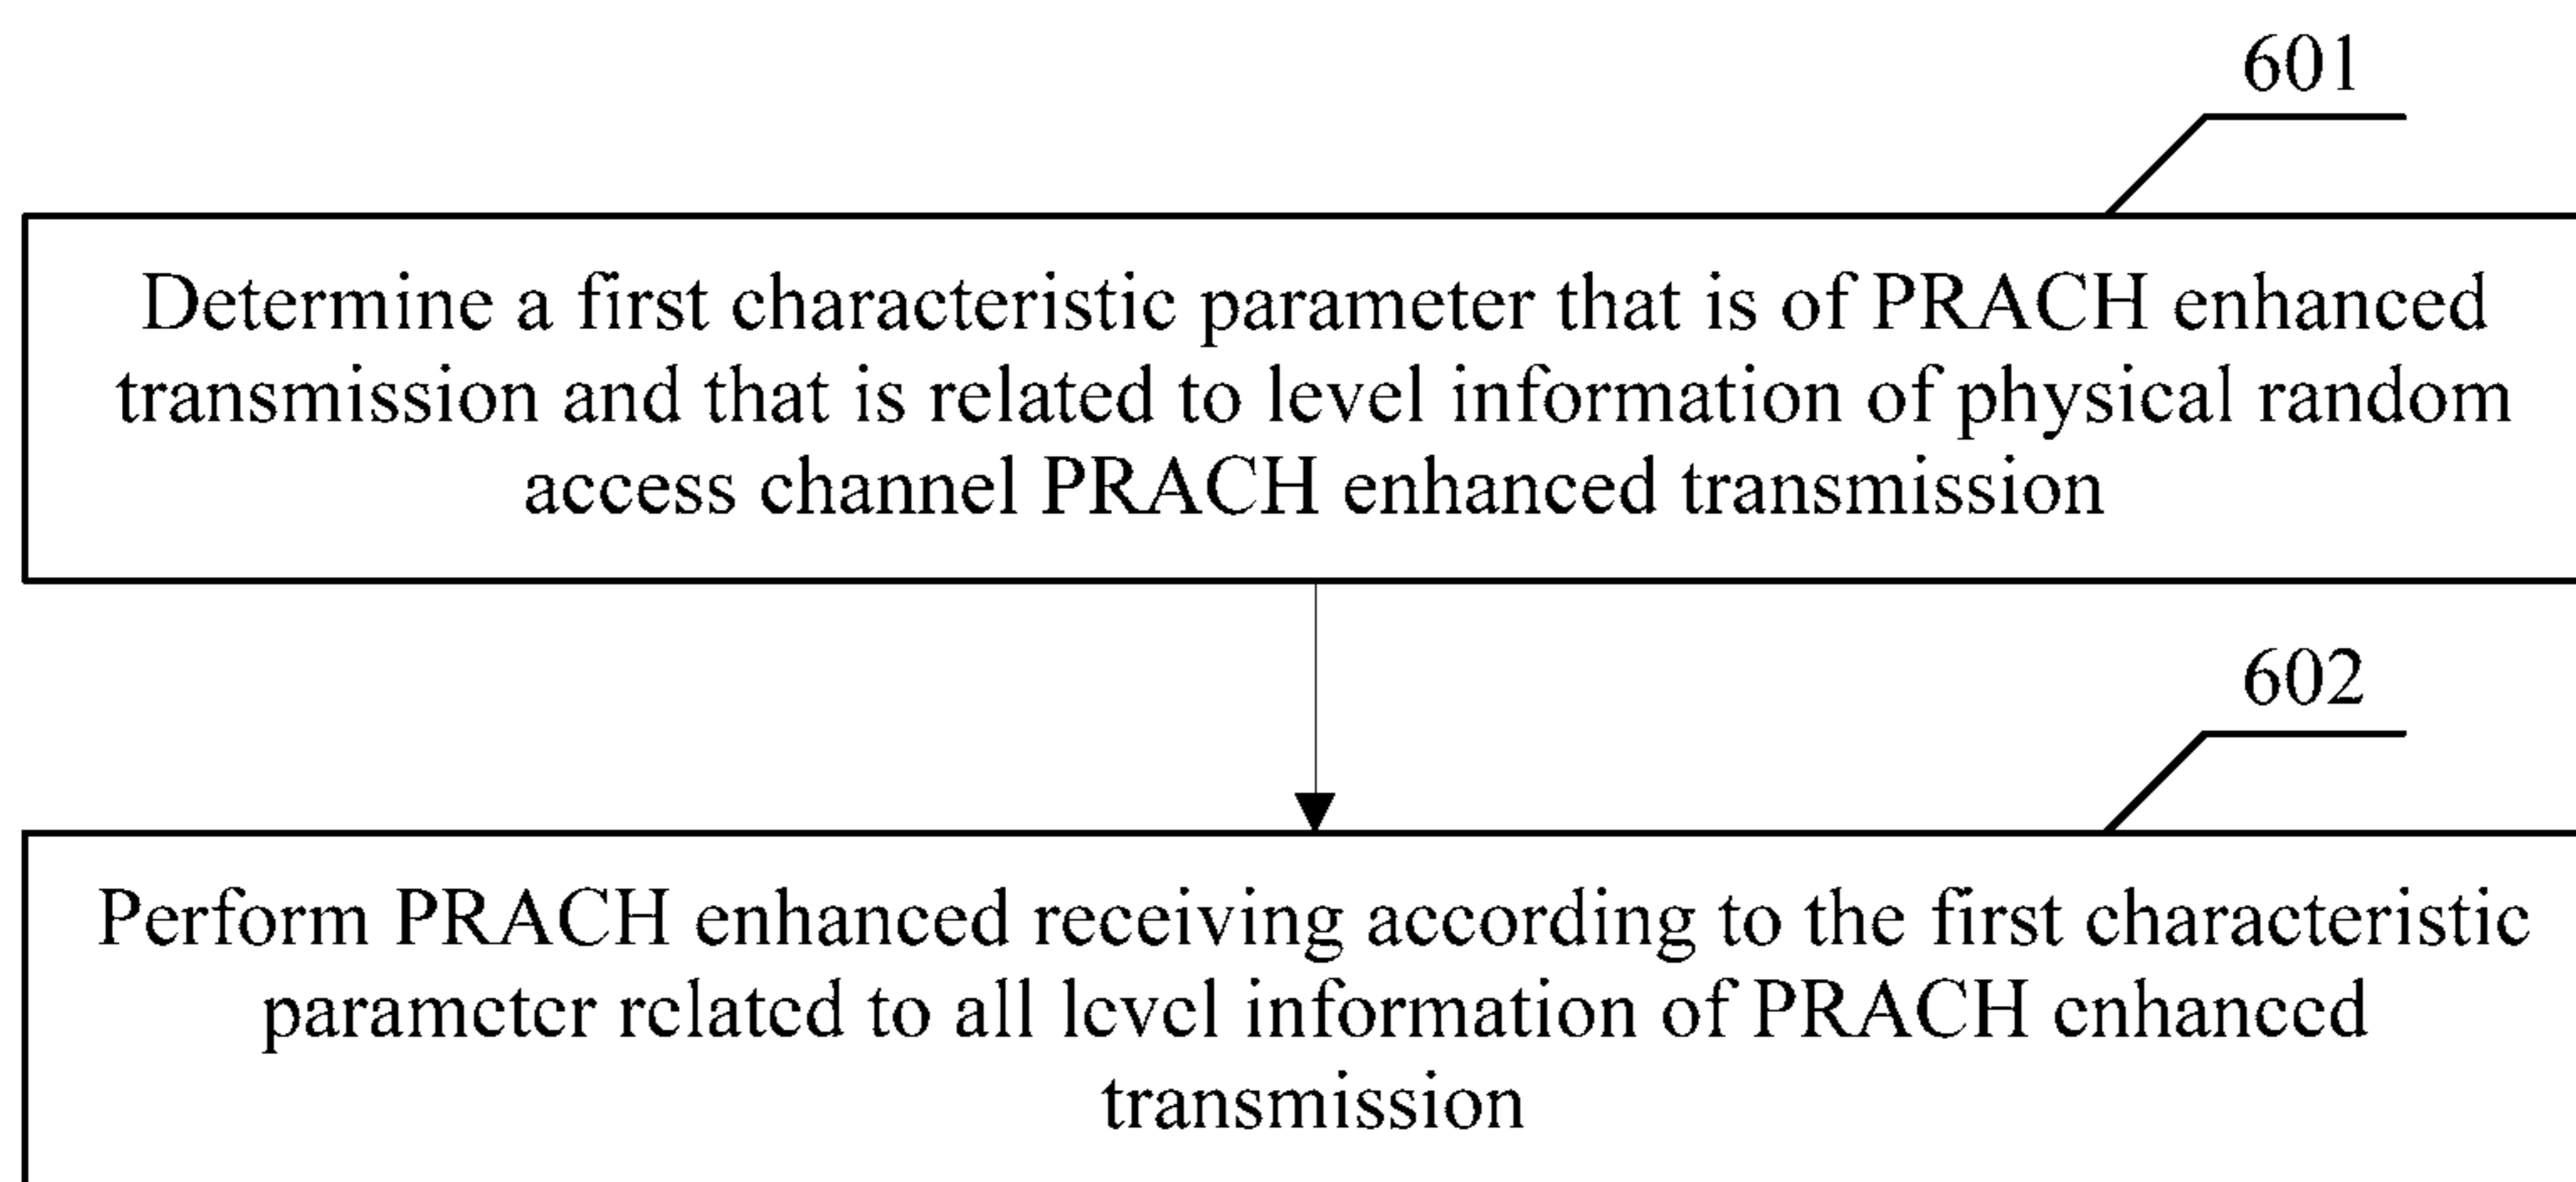 601
Determine a first characteristic parameter that is of PRACH enhanced
transmission and that is related to level information of physical random
access channel PRACH enhanced transmission
602
Perform PRACH enhanced receiving according to the first characteristic
parameter related to all level information of PRACH enhanced
transmission